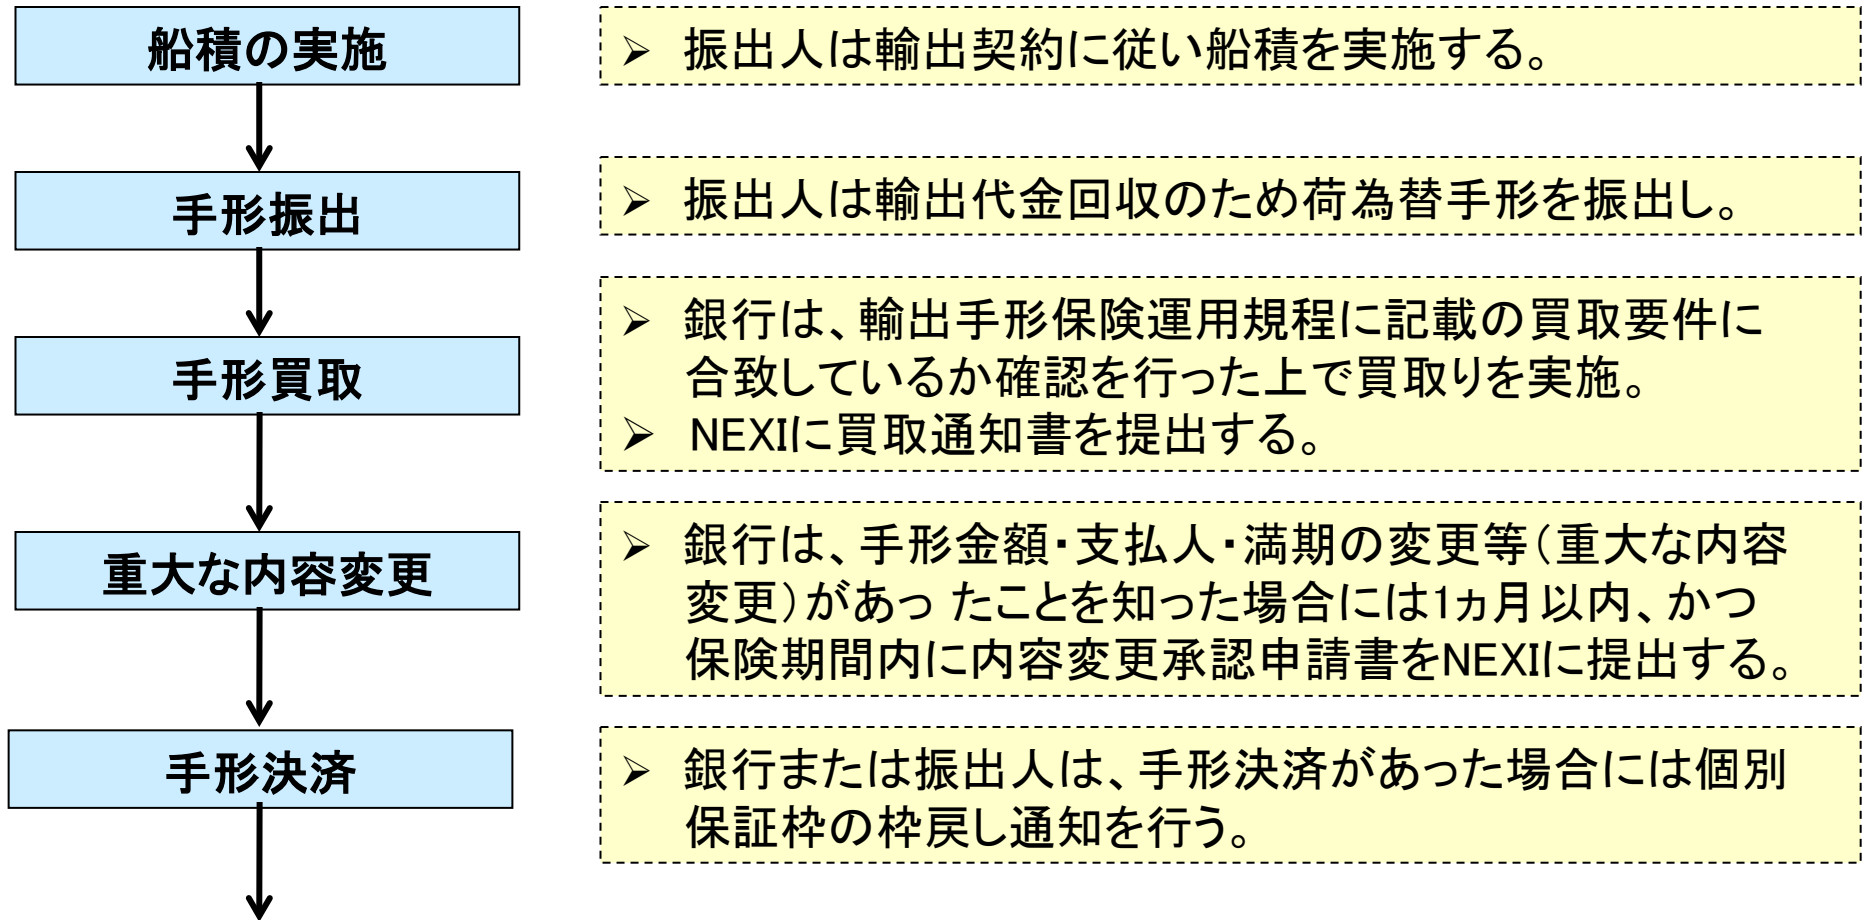 船積の実施
➢ 振出人は輸出契約に従い船積を実施する。
手形振出
➢ 振出人は輸出代金回収のため荷為替手形を振出し。
手形買取
➢ 銀行は、輸出手形保険運用規程に記載の買取要件に
合致しているか確認を行った上で買取りを実施。
➢ NEXIに買取通知書を提出する。
重大な内容変更
➢ 銀行は、手形金額・支払人・満期の変更等（重大な内容
変更）があっ たことを知った場合には1ヵ月以内、かつ
保険期間内に内容変更承認申請書をNEXIに提出する。
手形決済
➢ 銀行または振出人は、手形決済があった場合には個別
保証枠の枠戻し通知を行う。